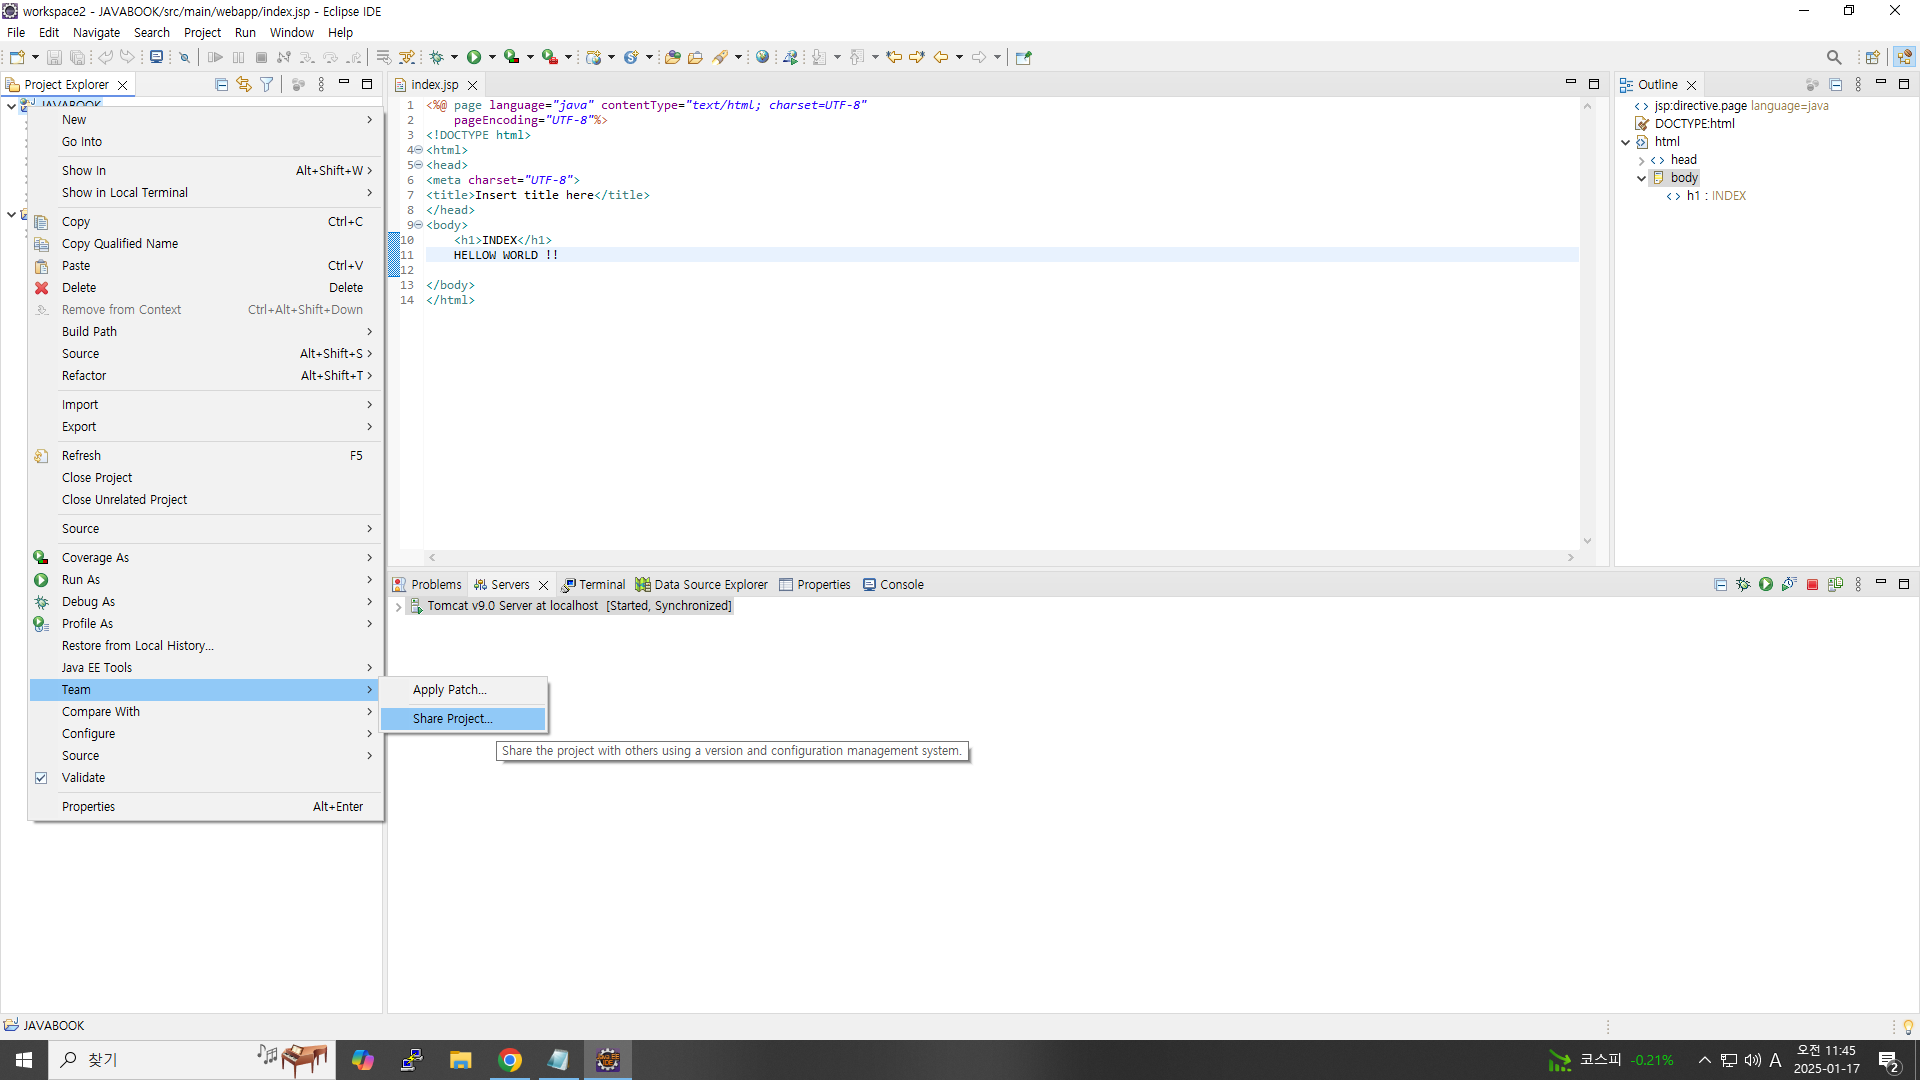 workspace2 - JAVABOOK/src/main/webapp/index.jsp - Eclipse IDE
File Edit Navigate Search Project Run Window Help
Project Explorer
JAVABOOK
New
Go Into
Show In Alt+Shift+W
Show in Local Terminal
Copy Ctrl+C
Copy Qualified Name
Paste Ctrl+V
Delete Delete
Remove from Context Ctrl+Alt+Shift+Down
Build Path
Source Alt+Shift+S
Refactor Alt+Shift+T
Import
Export
Refresh F5
Close Project
Close Unrelated Project
Source
Coverage As
Run As
Debug As
Profile As
Restore from Local History...
Java EE Tools
Team
Compare With
Configure
Source
Validate
Properties Alt+Enter
Apply Patch...
Share Project...
Share the project with others using a version and configuration management system.
index.jsp
1 <%@ page language="java" contentType="text/html; charset=UTF-8"
2 pageEncoding="UTF-8"%>
3 <!DOCTYPE html>
4 <html>
5 <head>
6 <meta charset="UTF-8">
7 <title>Insert title here</title>
8 </head>
9 <body>
10 <h1>INDEX</h1>
11 HELLOW WORLD !!
12
13 </body>
14 </html>
Outline
jsp:directive.page language=java
DOCTYPE:html
html
head
body
h1 : INDEX
Problems Servers Terminal Data Source Explorer Properties Console
Tomcat v9.0 Server at localhost [Started, Synchronized]
JAVABOOK
찾기
코스피 -0.21%
A
오전 11:45
2025-01-17
2